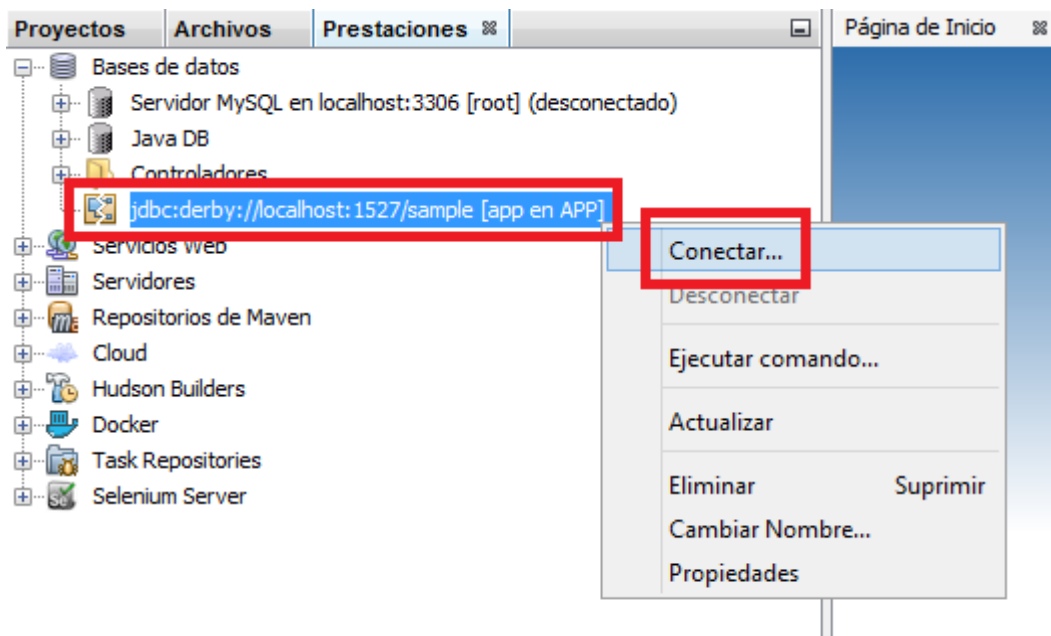 Proyectos Archivos Prestaciones Página de Inicio
Bases de datos
Servidor MySQL en localhost:3306 [root] (desconectado)
Java DB
Controladores
jdbc:derby://localhost:1527/sample [app en APP]
Servicios Web
Servidores
Repositorios de Maven
Cloud
Hudson Builders
Docker
Task Repositories
Selenium Server
Conectar...
Desconectar
Ejecutar comando...
Actualizar
Eliminar Suprimir
Cambiar Nombre...
Propiedades